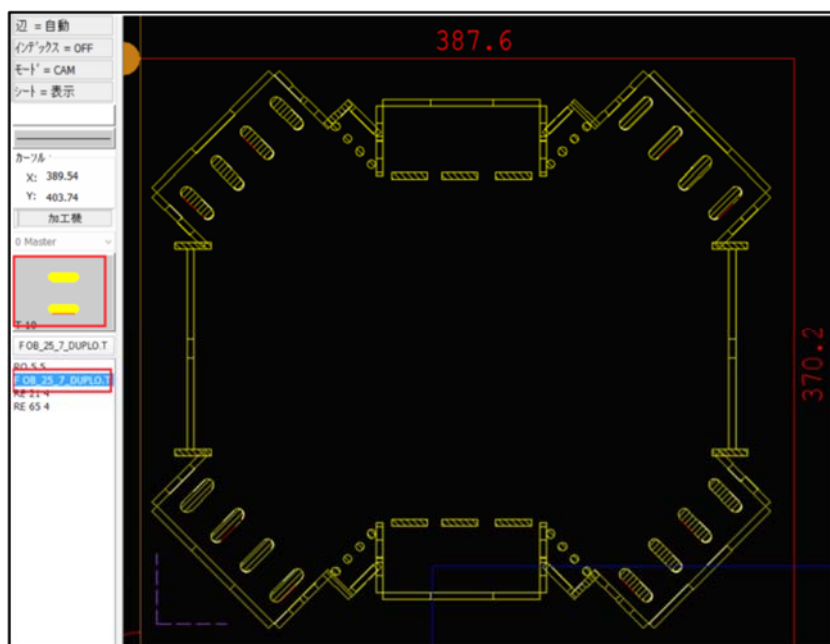 辺 = 自動
インデックス = OFF
モード = CAM
シート = 表示
カーソル
X: 389.54
Y: 403.74
加工機
0 Master
T 10
F OB_25_7_DUPLO.T
RO 5 5
F OB_25_7_DUPLO.T
RE 21 4
RE 65 4
387.6
370.2